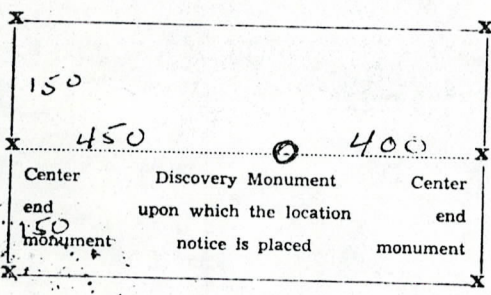 X X
150
X 450 O 400 X
Center Discovery Monument Center
end upon which the location end
150
monument notice is placed monument
X X